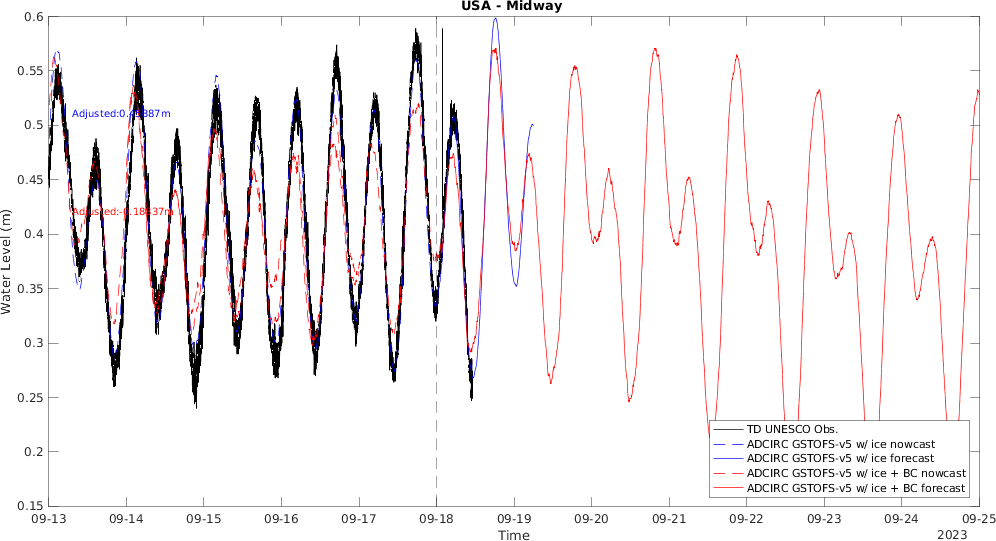 USA - Midway
Water Level (m)
0.6
0.55
0.5
0.45
0.4
0.35
0.3
0.25
0.2
0.15
Adjusted:
TD UNESCO Obs.
ADCIRC GSTOFS-v5 w/ ice nowcast
ADCIRC GSTOFS-v5 w/ ice forecast
ADCIRC GSTOFS-v5 w/ ice + BC nowcast
ADCIRC GSTOFS-v5 w/ ice + BC forecast
09-13 09-14 09-15 09-16 09-17 09-18 09-19 09-20 09-21 09-22 09-23 09-24 09-25
Time
2023